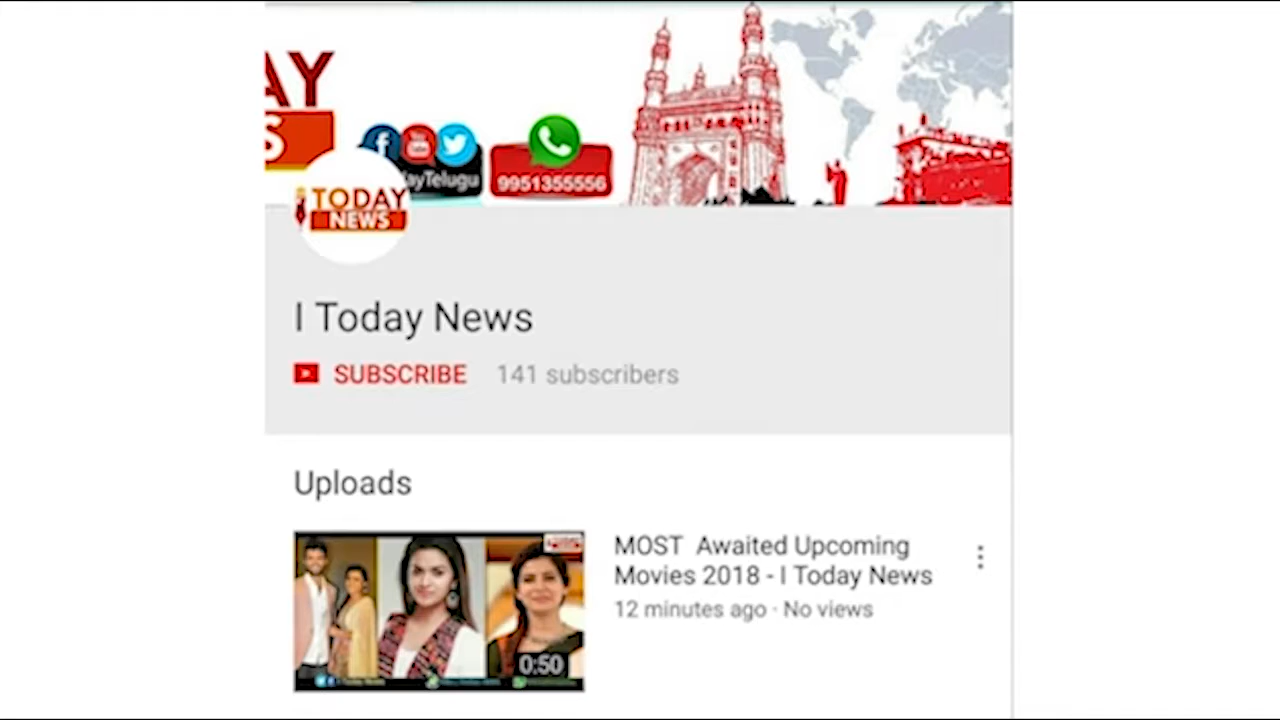 AY
S
ayTelugu
9951355556
I TODAY
NEWS
I Today News
SUBSCRIBE 141 subscribers
Uploads
MOST Awaited Upcoming
Movies 2018 - I Today News
12 minutes ago · No views
0:50